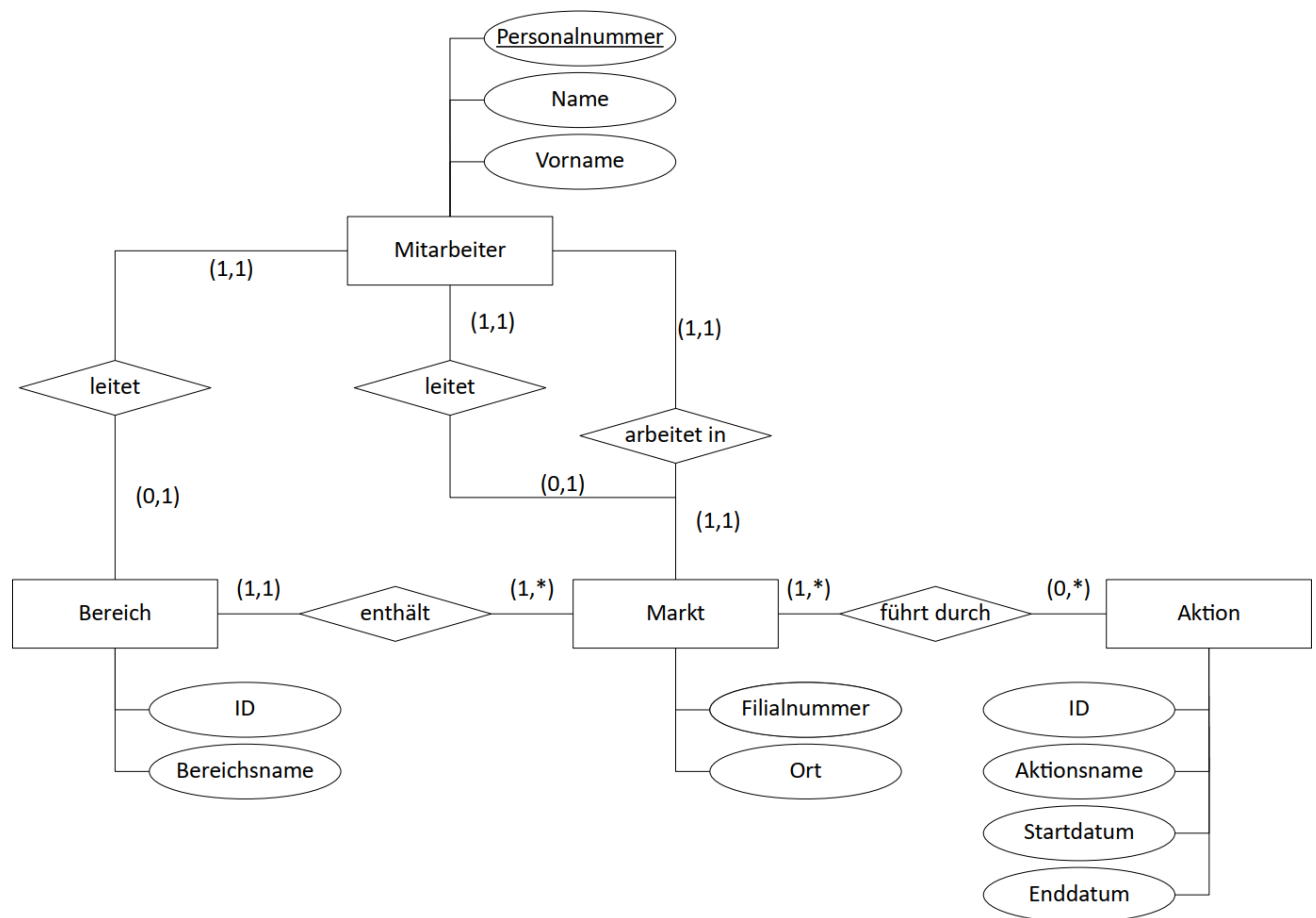 Personalnummer
Name
Vorname
Mitarbeiter
(1,1)
(1,1)
(1,1)
leitet
leitet
arbeitet in
(0,1)
(0,1)
(1,1)
Bereich
(1,1)
enthält
(1,*)
Markt
(1,*)
führt durch
(0,*)
Aktion
ID
Bereichsname
Filialnummer
Ort
ID
Aktionsname
Startdatum
Enddatum